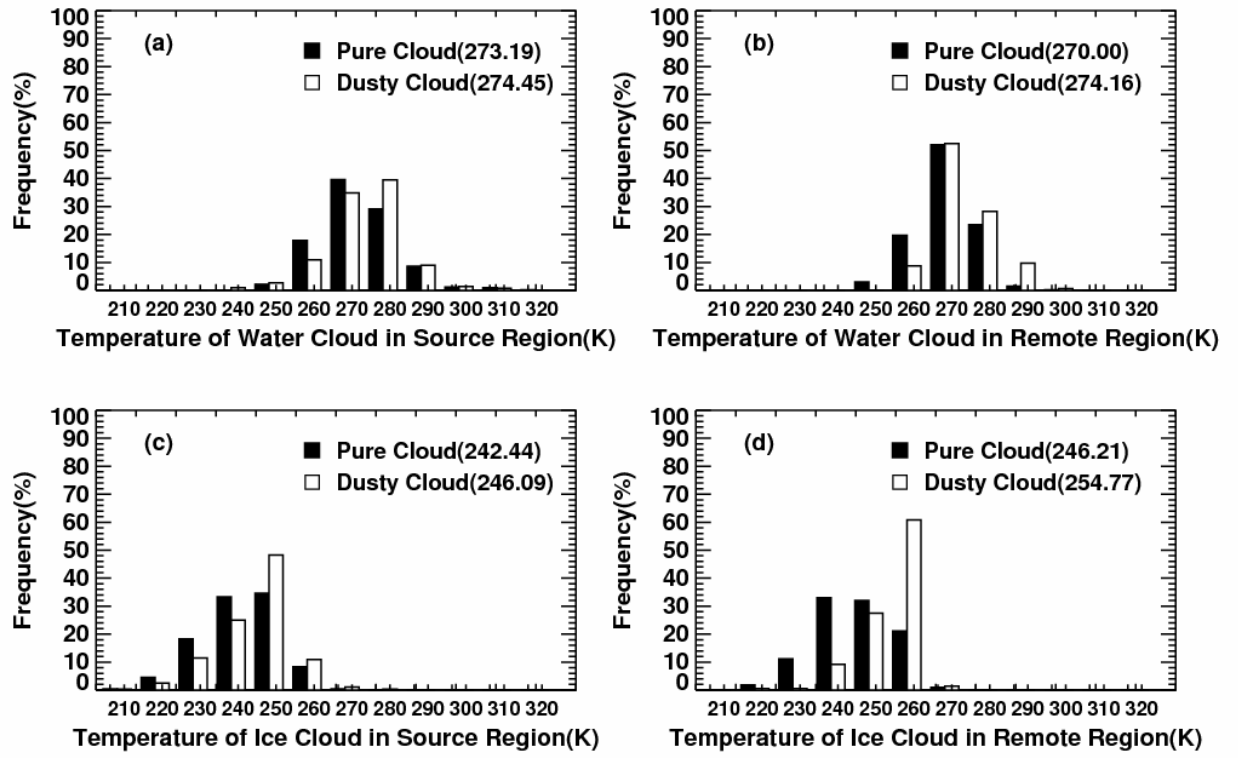 100
90
80
70
60
50
40
30
20
10
0
Frequency(%)
(a)
Pure Cloud(273.19)
Dusty Cloud(274.45)
210 220 230 240 250 260 270 280 290 300 310 320
Temperature of Water Cloud in Source Region(K)
100
90
80
70
60
50
40
30
20
10
0
Frequency(%)
(b)
Pure Cloud(270.00)
Dusty Cloud(274.16)
210 220 230 240 250 260 270 280 290 300 310 320
Temperature of Water Cloud in Remote Region(K)
100
90
80
70
60
50
40
30
20
10
0
Frequency(%)
(c)
Pure Cloud(242.44)
Dusty Cloud(246.09)
210 220 230 240 250 260 270 280 290 300 310 320
Temperature of Ice Cloud in Source Region(K)
100
90
80
70
60
50
40
30
20
10
0
Frequency(%)
(d)
Pure Cloud(246.21)
Dusty Cloud(254.77)
210 220 230 240 250 260 270 280 290 300 310 320
Temperature of Ice Cloud in Remote Region(K)